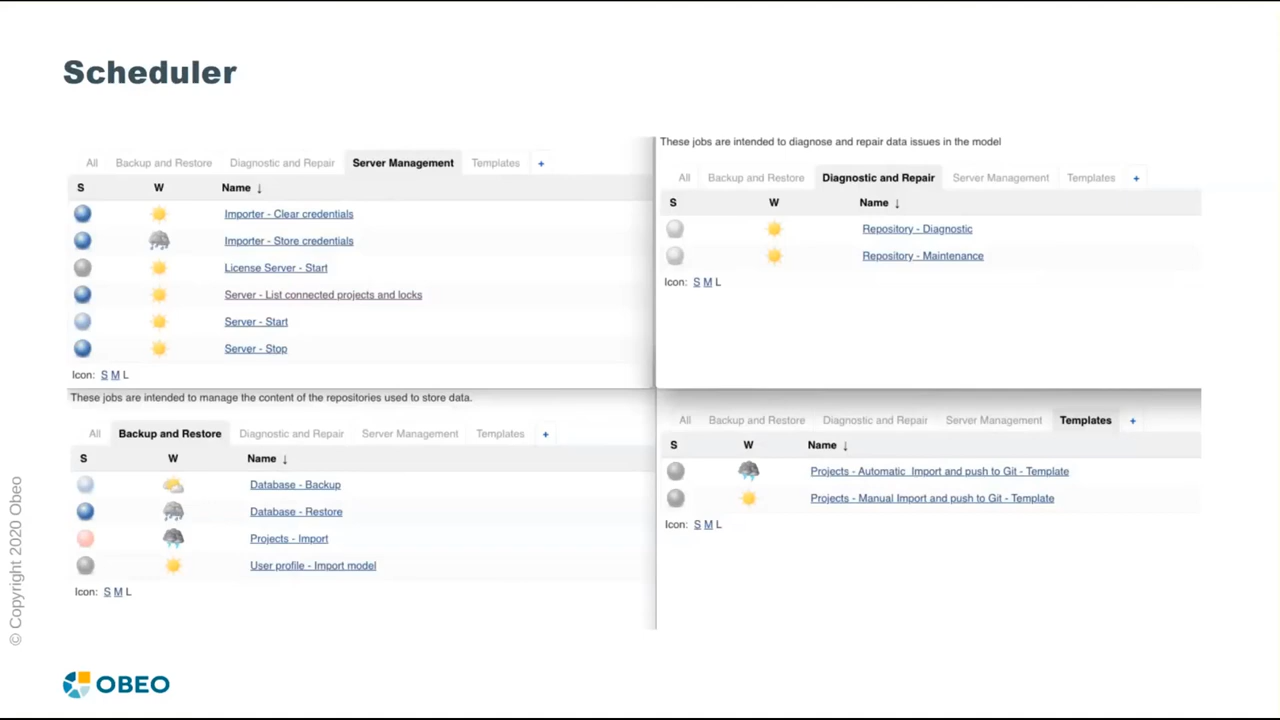 Scheduler
All Backup and Restore Diagnostic and Repair Server Management Templates +
S W Name ↓
Importer - Clear credentials
Importer - Store credentials
License Server - Start
Server - List connected projects and locks
Server - Start
Server - Stop
Icon: S M L
These jobs are intended to diagnose and repair data issues in the model
All Backup and Restore Diagnostic and Repair Server Management Templates +
S W Name ↓
Repository - Diagnostic
Repository - Maintenance
Icon: S M L
These jobs are intended to manage the content of the repositories used to store data.
All Backup and Restore Diagnostic and Repair Server Management Templates +
S W Name ↓
Database - Backup
Database - Restore
Projects - Import
User profile - Import model
Icon: S M L
All Backup and Restore Diagnostic and Repair Server Management Templates +
S W Name ↓
Projects - Automatic Import and push to Git - Template
Projects - Manual Import and push to Git - Template
Icon: S M L
© Copyright 2020 Obeo
OBEO